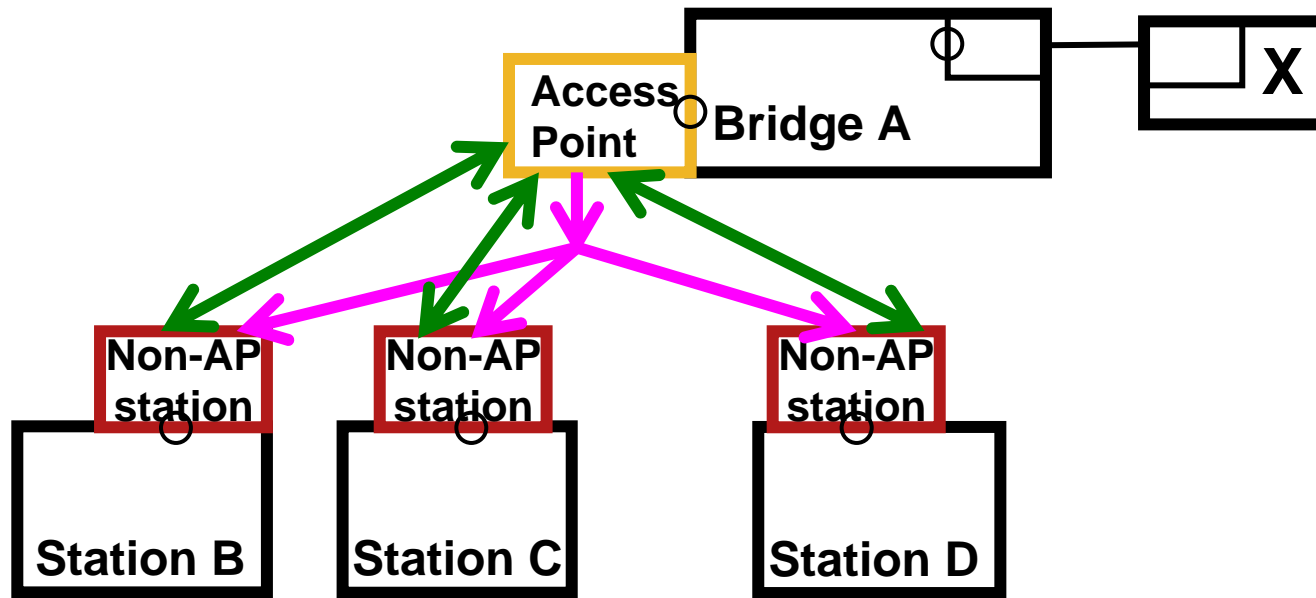 Access
Point
Bridge A
X
Non-AP
station
Non-AP
station
Non-AP
station
Station B
Station C
Station D